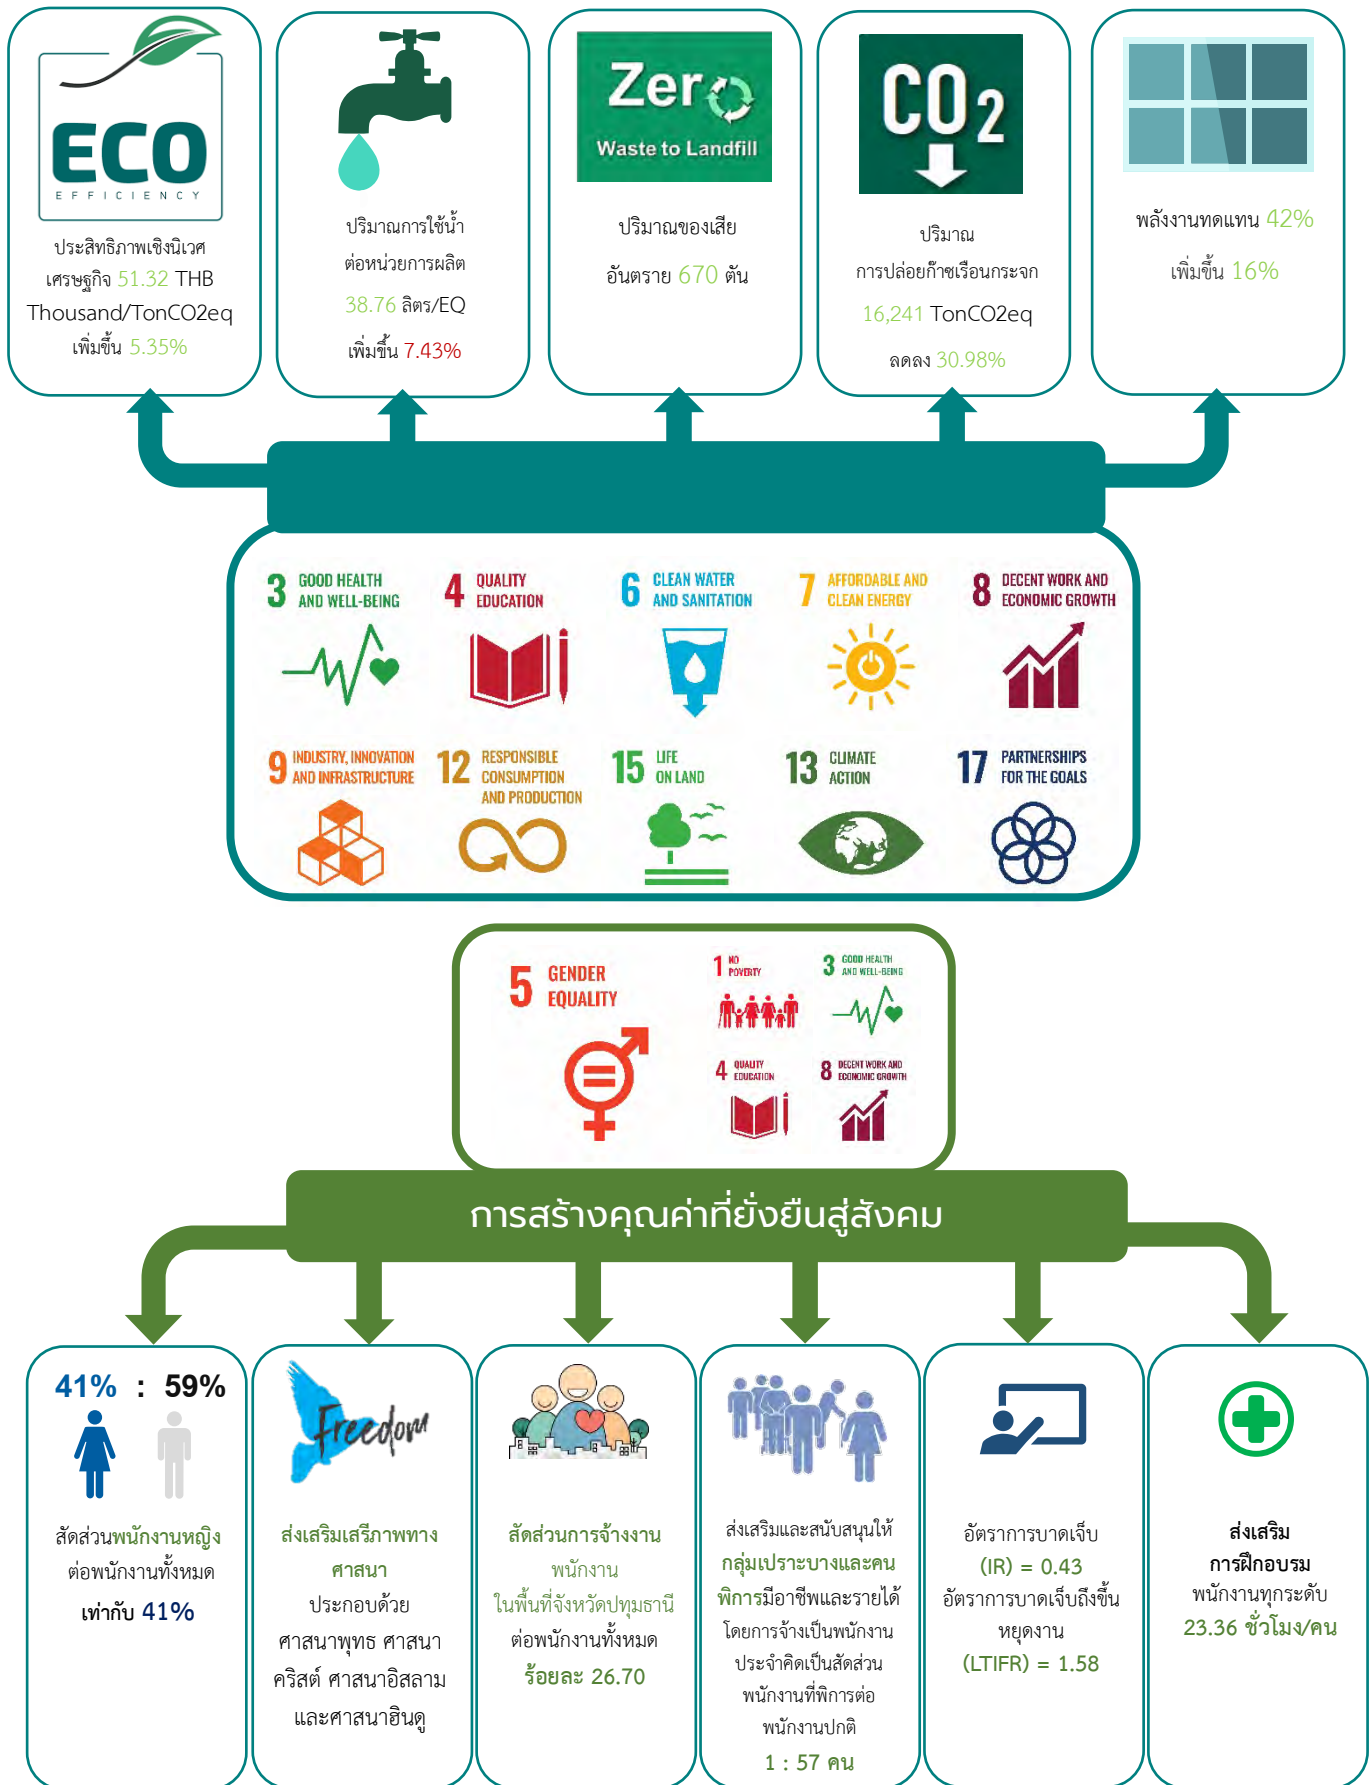 ECO
EFFICIENCY
ประสิทธิภาพเชิงนิเวศ
เศรษฐกิจ 51.32 THB
Thousand/TonCO2eq
เพิ่มขึ้น 5.35%
ปริมาณการใช้น้ำ
ต่อหน่วยการผลิต
38.76 ลิตร/EQ
เพิ่มขึ้น 7.43%
Zero
Waste to Landfill
ปริมาณของเสีย
อันตราย 670 ตัน
CO2
ปริมาณ
การปล่อยก๊าซเรือนกระจก
16,241 TonCO2eq
ลดลง 30.98%
พลังงานทดแทน 42%
เพิ่มขึ้น 16%
3 GOOD HEALTH
AND WELL-BEING
4 QUALITY
EDUCATION
6 CLEAN WATER
AND SANITATION
7 AFFORDABLE AND
CLEAN ENERGY
8 DECENT WORK AND
ECONOMIC GROWTH
9 INDUSTRY, INNOVATION
AND INFRASTRUCTURE
12 RESPONSIBLE
CONSUMPTION
AND PRODUCTION
15 LIFE
ON LAND
13 CLIMATE
ACTION
17 PARTNERSHIPS
FOR THE GOALS
5 GENDER
EQUALITY
1 NO
POVERTY
3 GOOD HEALTH
AND WELL-BEING
4 QUALITY
EDUCATION
8 DECENT WORK AND
ECONOMIC GROWTH
การสร้างคุณค่าที่ยั่งยืนสู่สังคม
41% : 59%
สัดส่วนพนักงานหญิง
ต่อพนักงานทั้งหมด
เท่ากับ 41%
Freedom
ส่งเสริมเสรีภาพทาง
ศาสนา
ประกอบด้วย
ศาสนาพุทธ ศาสนา
คริสต์ ศาสนาอิสลาม
และศาสนาฮินดู
สัดส่วนการจ้างงาน
พนักงาน
ในพื้นที่จังหวัดปทุมธานี
ต่อพนักงานทั้งหมด
ร้อยละ 26.70
ส่งเสริมและสนับสนุนให้
กลุ่มเปราะบางและคน
พิการมีอาชีพและรายได้
โดยการจ้างเป็นพนักงาน
ประจำคิดเป็นสัดส่วน
พนักงานที่พิการต่อ
พนักงานปกติ
1 : 57 คน
อัตราการบาดเจ็บ
(IR) = 0.43
อัตราการบาดเจ็บถึงขึ้น
หยุดงาน
(LTIFR) = 1.58
ส่งเสริม
การฝึกอบรม
พนักงานทุกระดับ
23.36 ชั่วโมง/คน